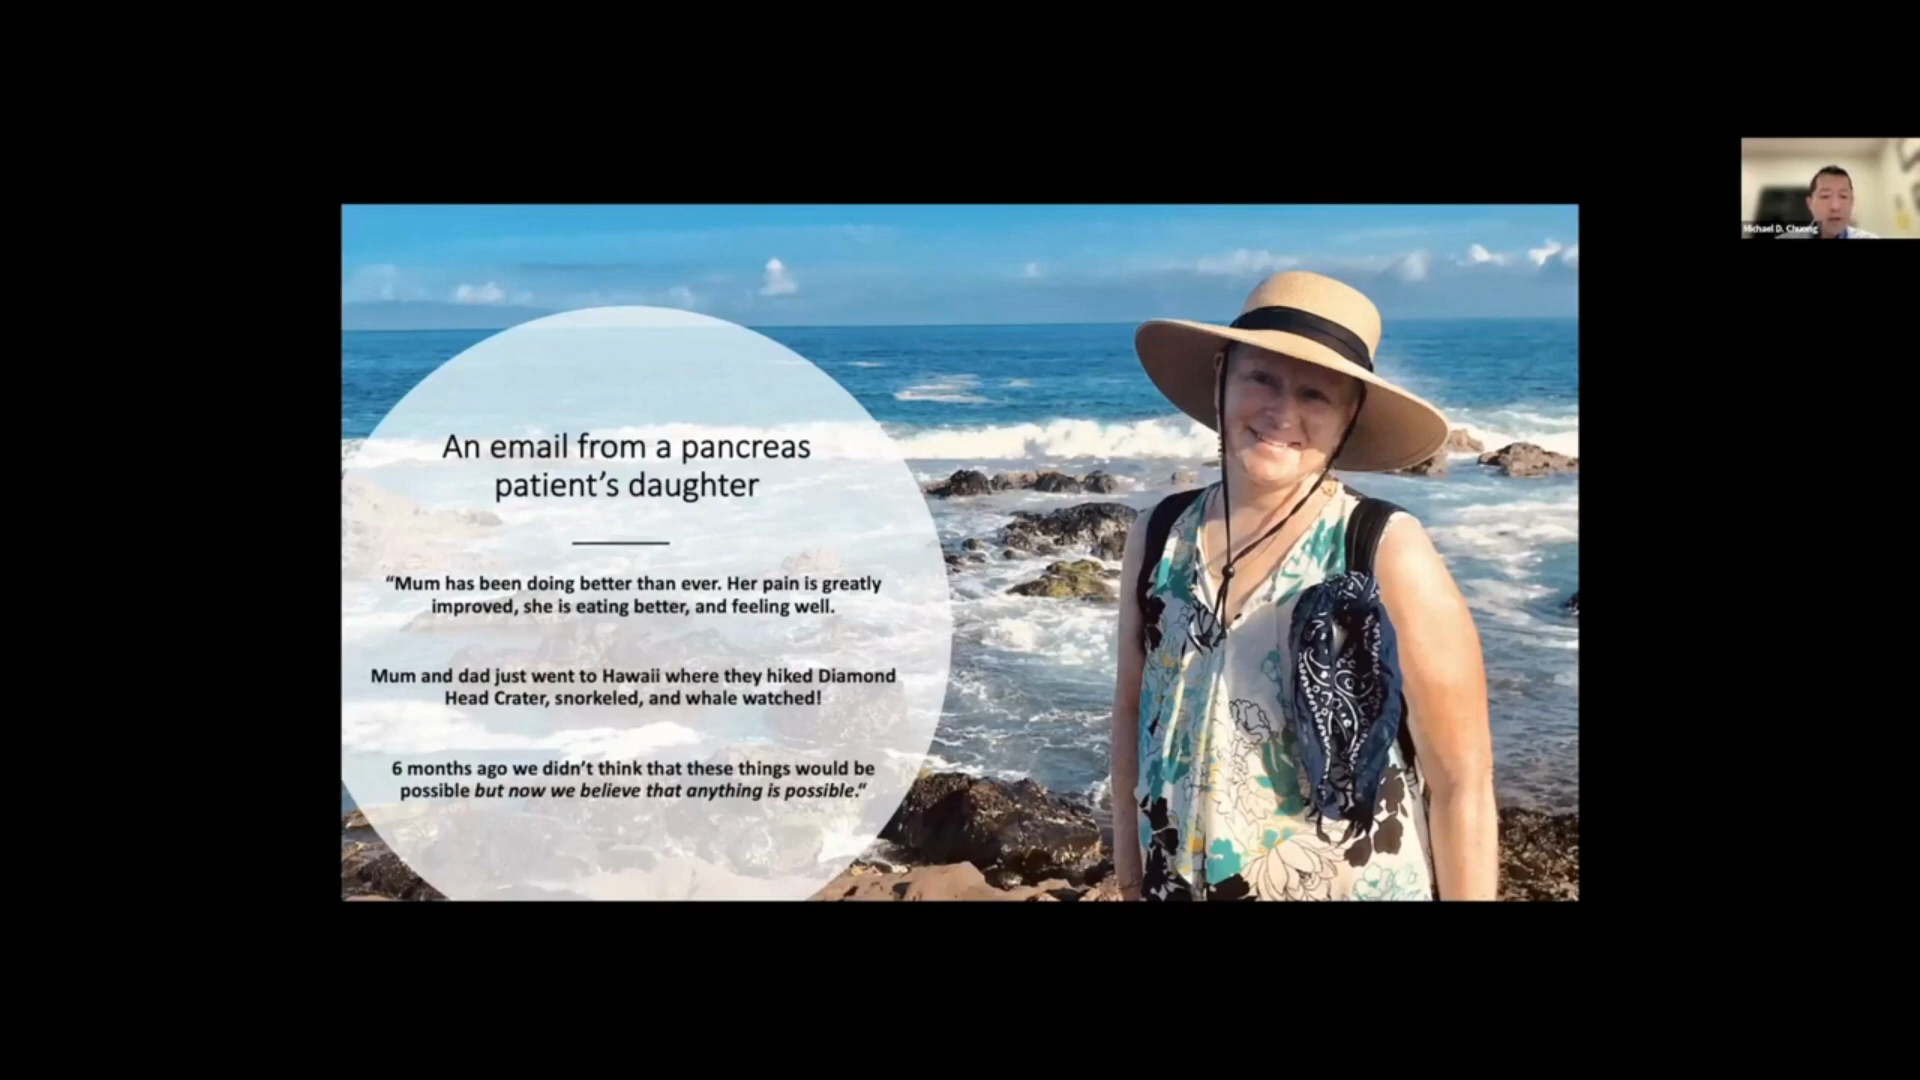 An email from a pancreas
patient’s daughter
“Mum has been doing better than ever. Her pain is greatly
improved, she is eating better, and feeling well.
Mum and dad just went to Hawaii where they hiked Diamond
Head Crater, snorkeled, and whale watched!
6 months ago we didn’t think that these things would be
possible but now we believe that anything is possible.“
Michael D. Chuong